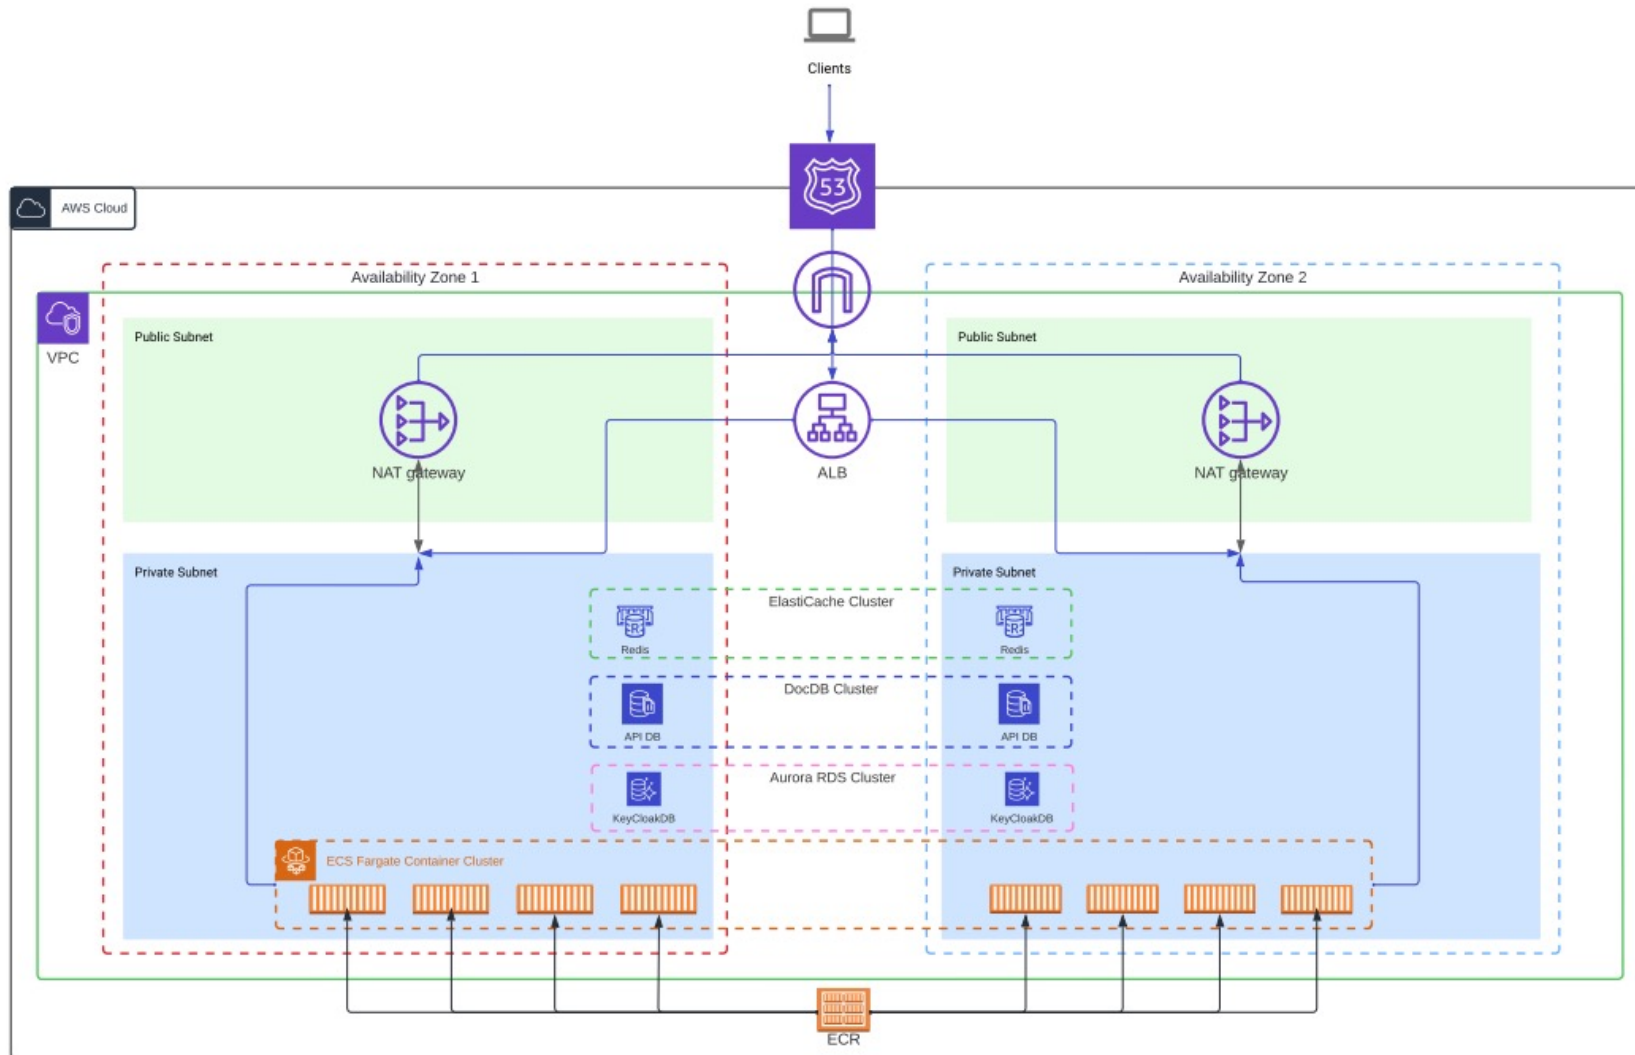 Clients
53
AWS Cloud
Availability Zone 1
Availability Zone 2
VPC
Public Subnet
Public Subnet
NAT gateway
ALB
NAT gateway
Private Subnet
Private Subnet
ElastiCache Cluster
R
R
Redis
Redis
DocDB Cluster
API DB
API DB
Aurora RDS Cluster
KeyCloakDB
KeyCloakDB
ECS Fargate Container Cluster
ECR